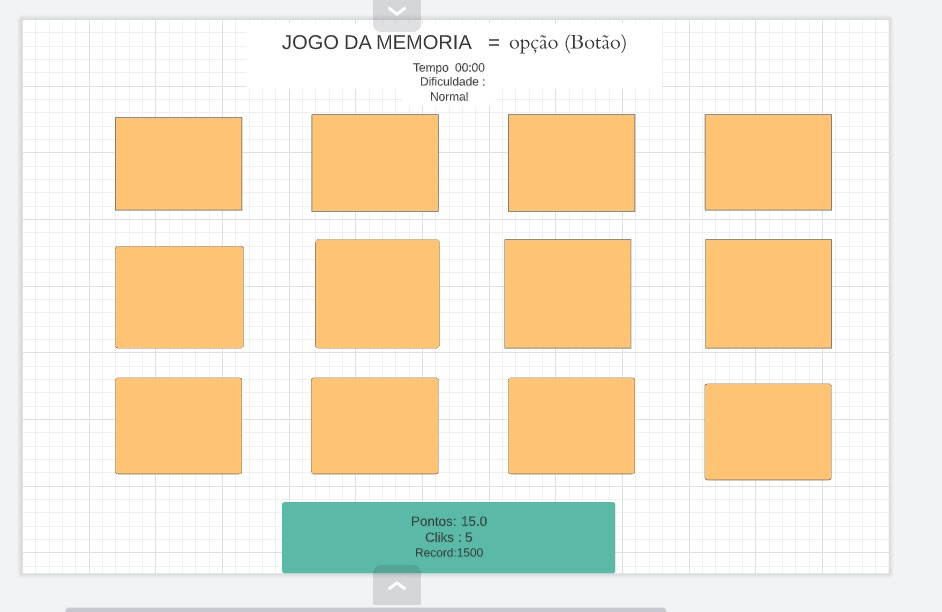 JOGO DA MEMORIA = opção (Botão)
Tempo 00:00
Dificuldade :
Normal
Pontos: 15.0
Cliks : 5
Record:1500